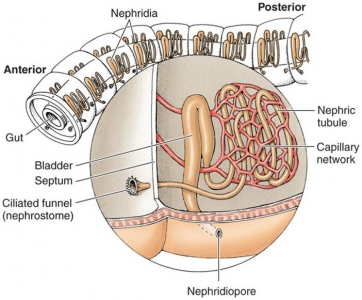 Nephridia
Posterior
Anterior
Gut
Bladder
Septum
Ciliated funnel
(nephrostome)
Nephric
tubule
Capillary
network
Nephridiopore